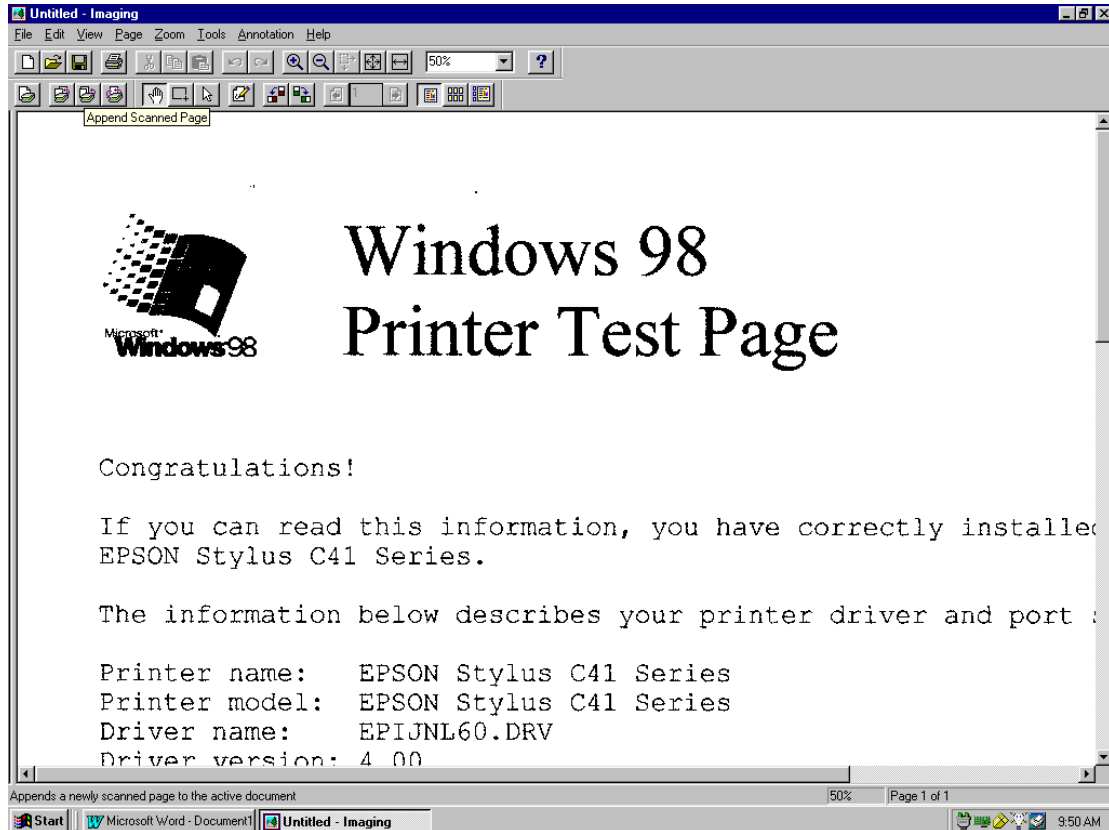 Untitled - Imaging
File Edit View Page Zoom Tools Annotation Help
50%
1
Append Scanned Page
Windows 98
Printer Test Page
Microsoft
Windows98
Congratulations!
If you can read this information, you have correctly installed
EPSON Stylus C41 Series.
The information below describes your printer driver and port
Printer name: EPSON Stylus C41 Series
Printer model: EPSON Stylus C41 Series
Driver name: EPIJNL60.DRV
Driver version: 4.00
Appends a newly scanned page to the active document 50% Page 1 of 1
Start Microsoft Word - Document1 Untitled - Imaging 9:50 AM